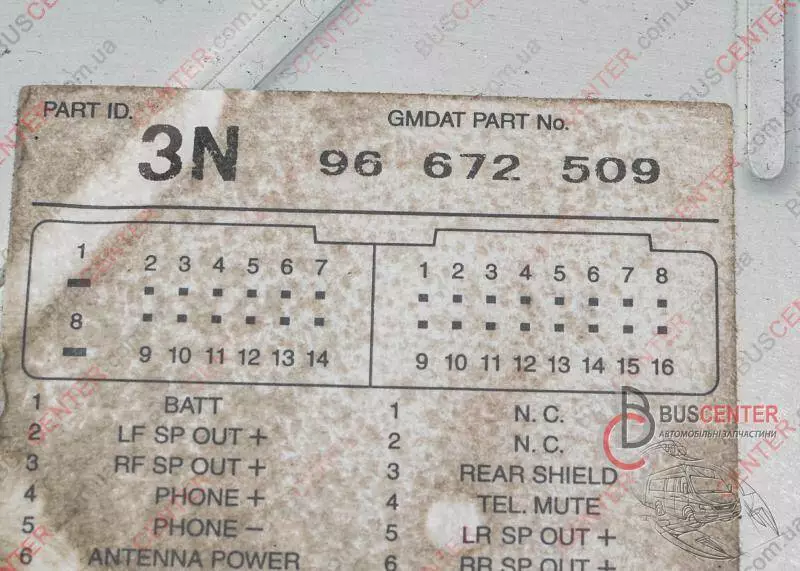 PART ID. GMDAT PART No.
3N 96 672 509
1 2 3 4 5 6 7 1 2 3 4 5 6 7 8
8 9 10 11 12 13 14 9 10 11 12 13 14 15 16
1 BATT
2 LF SP OUT +
3 RF SP OUT +
4 PHONE +
5 PHONE −
6 ANTENNA POWER
1 N. C.
2 N. C.
3 REAR SHIELD
4 TEL. MUTE
5 LR SP OUT +
6 RR SP OUT +
BUSCENTER
АВТОМОБІЛЬНІ ЗАПЧАСТИНИ
BUSCENTER.com.ua